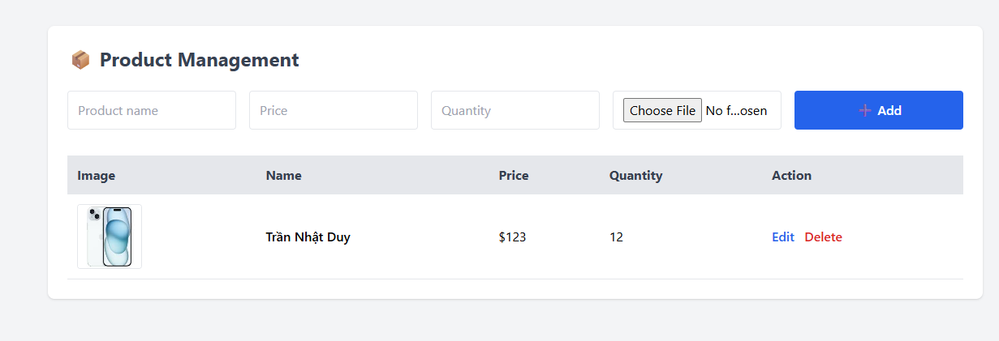 📦 Product Management
Product name Price Quantity Choose File No f...osen ➕ Add
Image Name Price Quantity Action
Trần Nhật Duy $123 12 Edit Delete